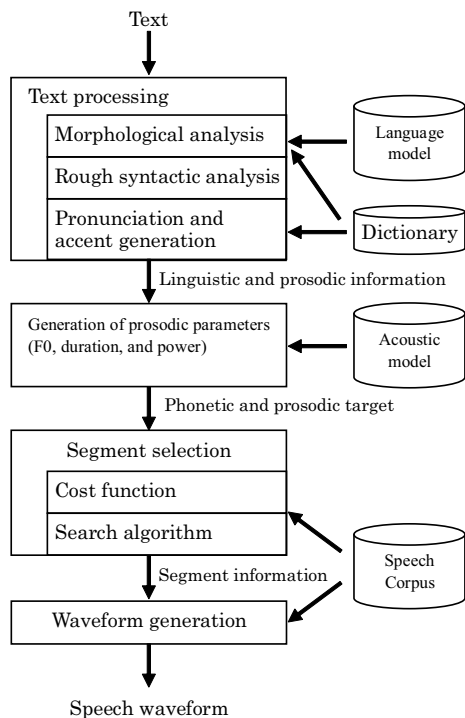 Text
Text processing
Morphological analysis
Language
model
Rough syntactic analysis
Pronunciation and
accent generation
Dictionary
Linguistic and prosodic information
Generation of prosodic parameters
(F0, duration, and power)
Acoustic
model
Phonetic and prosodic target
Segment selection
Cost function
Search algorithm
Speech
Corpus
Segment information
Waveform generation
Speech waveform